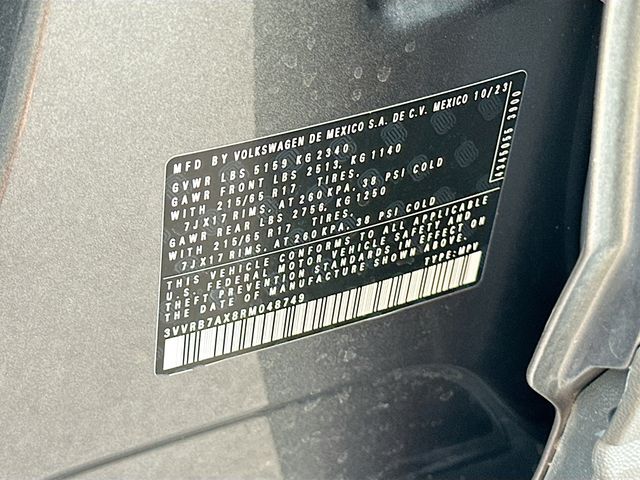 MFD BY VOLKSWAGEN DE MEXICO S.A. DE C.V. MEXICO 10/23
GVWR LBS 5159 KG 2340
GAWR FRONT LBS 2513, KG 1140
WITH 215/65 R17 TIRES.
7JX17 RIMS. AT 260 KPA, 38 PSI COLD
GAWR REAR LBS 2756, KG 1250
WITH 215/65 R17 TIRES.
7JX17 RIMS. AT 260 KPA, 38 PSI COLD
THIS VEHICLE CONFORMS TO ALL APPLICABLE
U.S. FEDERAL MOTOR VEHICLE SAFETY AND
THEFT PREVENTION STANDARDS IN EFFECT ON
THE DATE OF MANUFACTURE SHOWN ABOVE.
3VVRB7AX8RM048749 TYPE: MPV